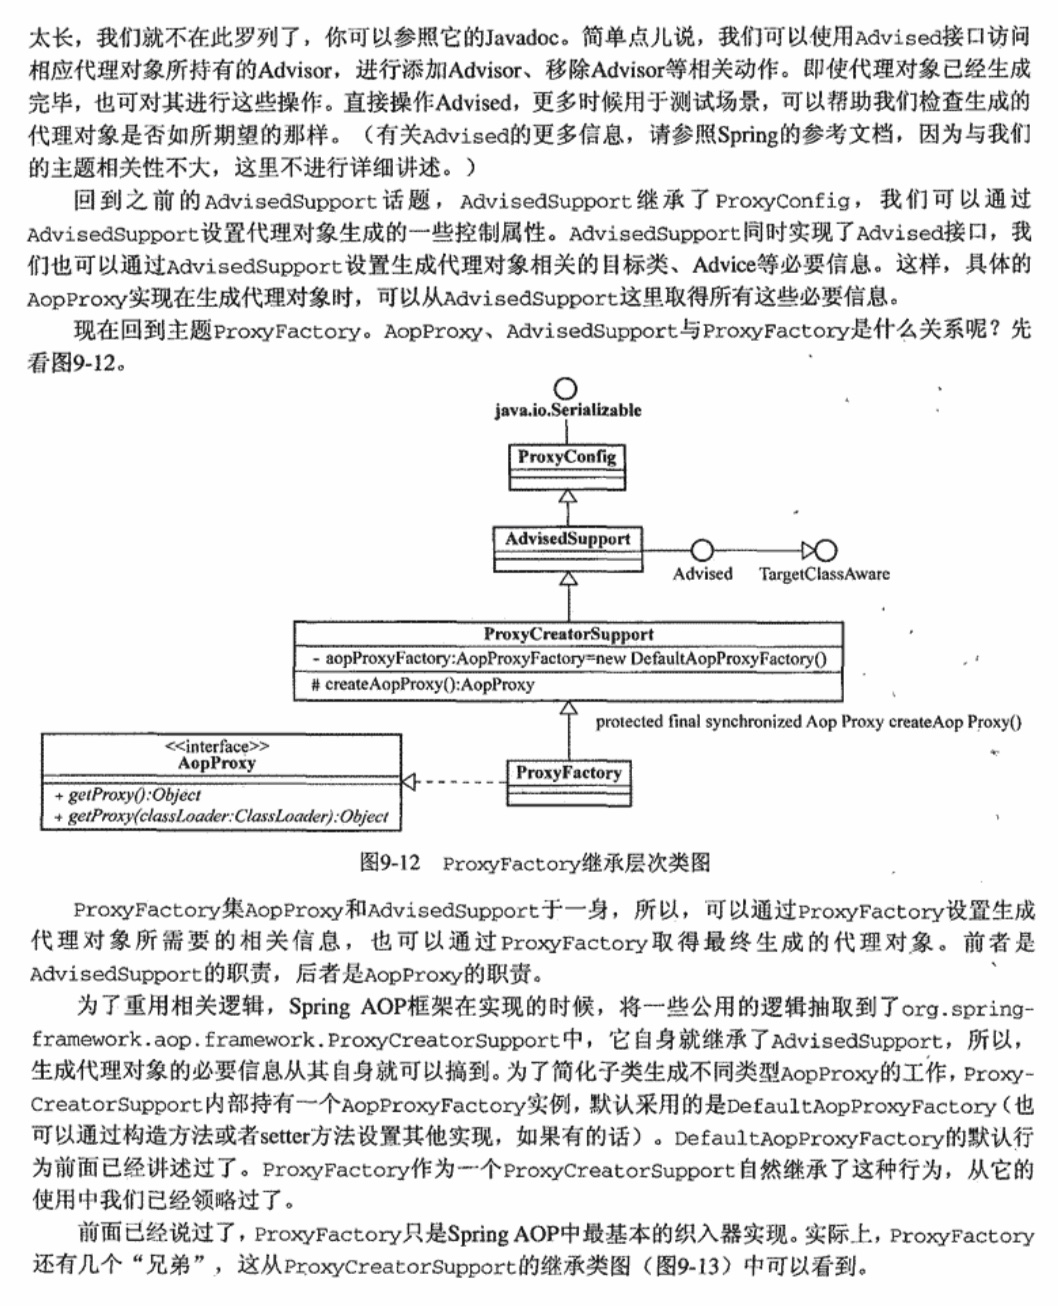 太长，我们就不在此罗列了，你可以参照它的Javadoc。简单点儿说，我们可以使用Advised接口访问
相应代理对象所持有的Advisor，进行添加Advisor、移除Advisor等相关动作。即使代理对象已经生成
完毕，也可对其进行这些操作。直接操作Advised，更多时候用于测试场景，可以帮助我们检查生成的
代理对象是否如所期望的那样。（有关Advised的更多信息，请参照Spring的参考文档，因为与我们
的主题相关性不大，这里不进行详细讲述。）
回到之前的AdvisedSupport话题，AdvisedSupport继承了ProxyConfig，我们可以通过
AdvisedSupport设置代理对象生成的一些控制属性。AdvisedSupport同时实现了Advised接口，我
们也可以通过AdvisedSupport设置生成代理对象相关的目标类、Advice等必要信息。这样，具体的
AopProxy实现在生成代理对象时，可以从AdvisedSupport这里取得所有这些必要信息。
现在回到主题ProxyFactory。AopProxy、AdvisedSupport与ProxyFactory是什么关系呢？先
看图9-12。
java.io.Serializable
ProxyConfig
AdvisedSupport
Advised
TargetClassAware
ProxyCreatorSupport
- aopProxyFactory:AopProxyFactory=new DefaultAopProxyFactory()
# createAopProxy():AopProxy
protected final synchronized Aop Proxy createAop Proxy()
<<interface>>
AopProxy
+ getProxy():Object
+ getProxy(classLoader:ClassLoader):Object
ProxyFactory
图9-12 ProxyFactory继承层次类图
ProxyFactory集AopProxy和AdvisedSupport于一身，所以，可以通过ProxyFactory设置生成
代理对象所需要的相关信息，也可以通过ProxyFactory取得最终生成的代理对象。前者是
AdvisedSupport的职责，后者是AopProxy的职责。
为了重用相关逻辑，Spring AOP框架在实现的时候，将一些公用的逻辑抽取到了org.spring-
framework.aop.framework.ProxyCreatorSupport中，它自身就继承了AdvisedSupport，所以，
生成代理对象的必要信息从其自身就可以搞到。为了简化子类生成不同类型AopProxy的工作，Proxy-
CreatorSupport内部持有一个AopProxyFactory实例，默认采用的是DefaultAopProxyFactory（也
可以通过构造方法或者setter方法设置其他实现，如果有的话）。DefaultAopProxyFactory的默认行
为前面已经讲述过了。ProxyFactory作为一个ProxyCreatorSupport自然继承了这种行为，从它的
使用中我们已经领略过了。
前面已经说过了，ProxyFactory只是Spring AOP中最基本的织入器实现。实际上，ProxyFactory
还有几个“兄弟”，这从ProxyCreatorSupport的继承类图（图9-13）中可以看到。